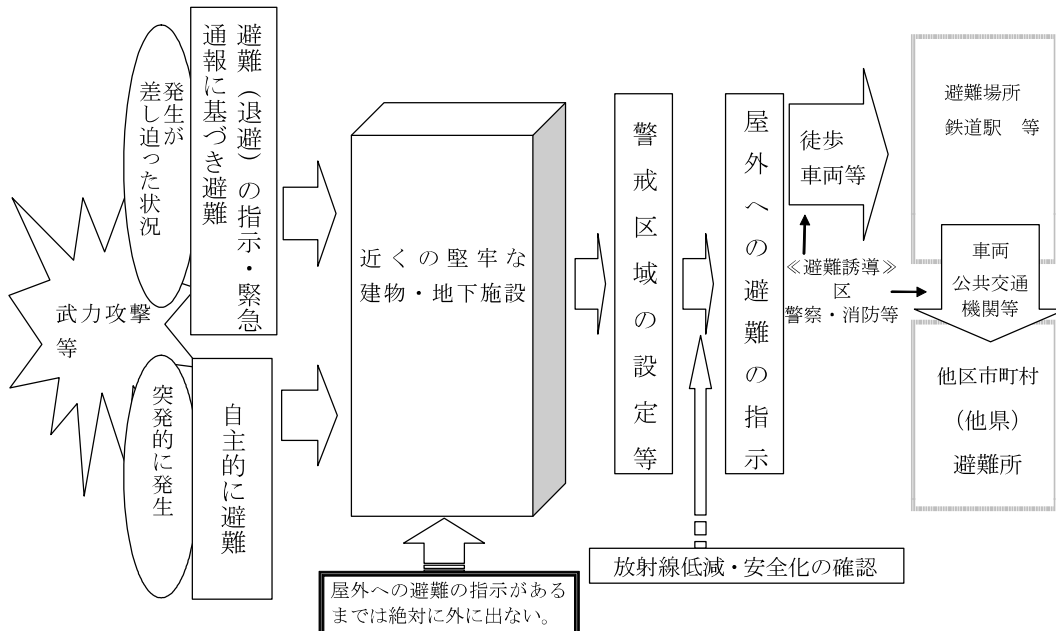 武力攻撃
等
発生が
差し迫った状況
避難（退避）の指示・緊急
通報に基づき避難
突発的に発生
自主的に避難
近くの堅牢な
建物・地下施設
屋外への避難の指示がある
までは絶対に外に出ない。
警戒区域の設定等
放射線低減・安全化の確認
屋外への避難の指示
徒歩
車両等
≪避難誘導≫
区
警察・消防等
避難場所
鉄道駅　等
車両
公共交通
機関等
他区市町村
（他県）
避難所